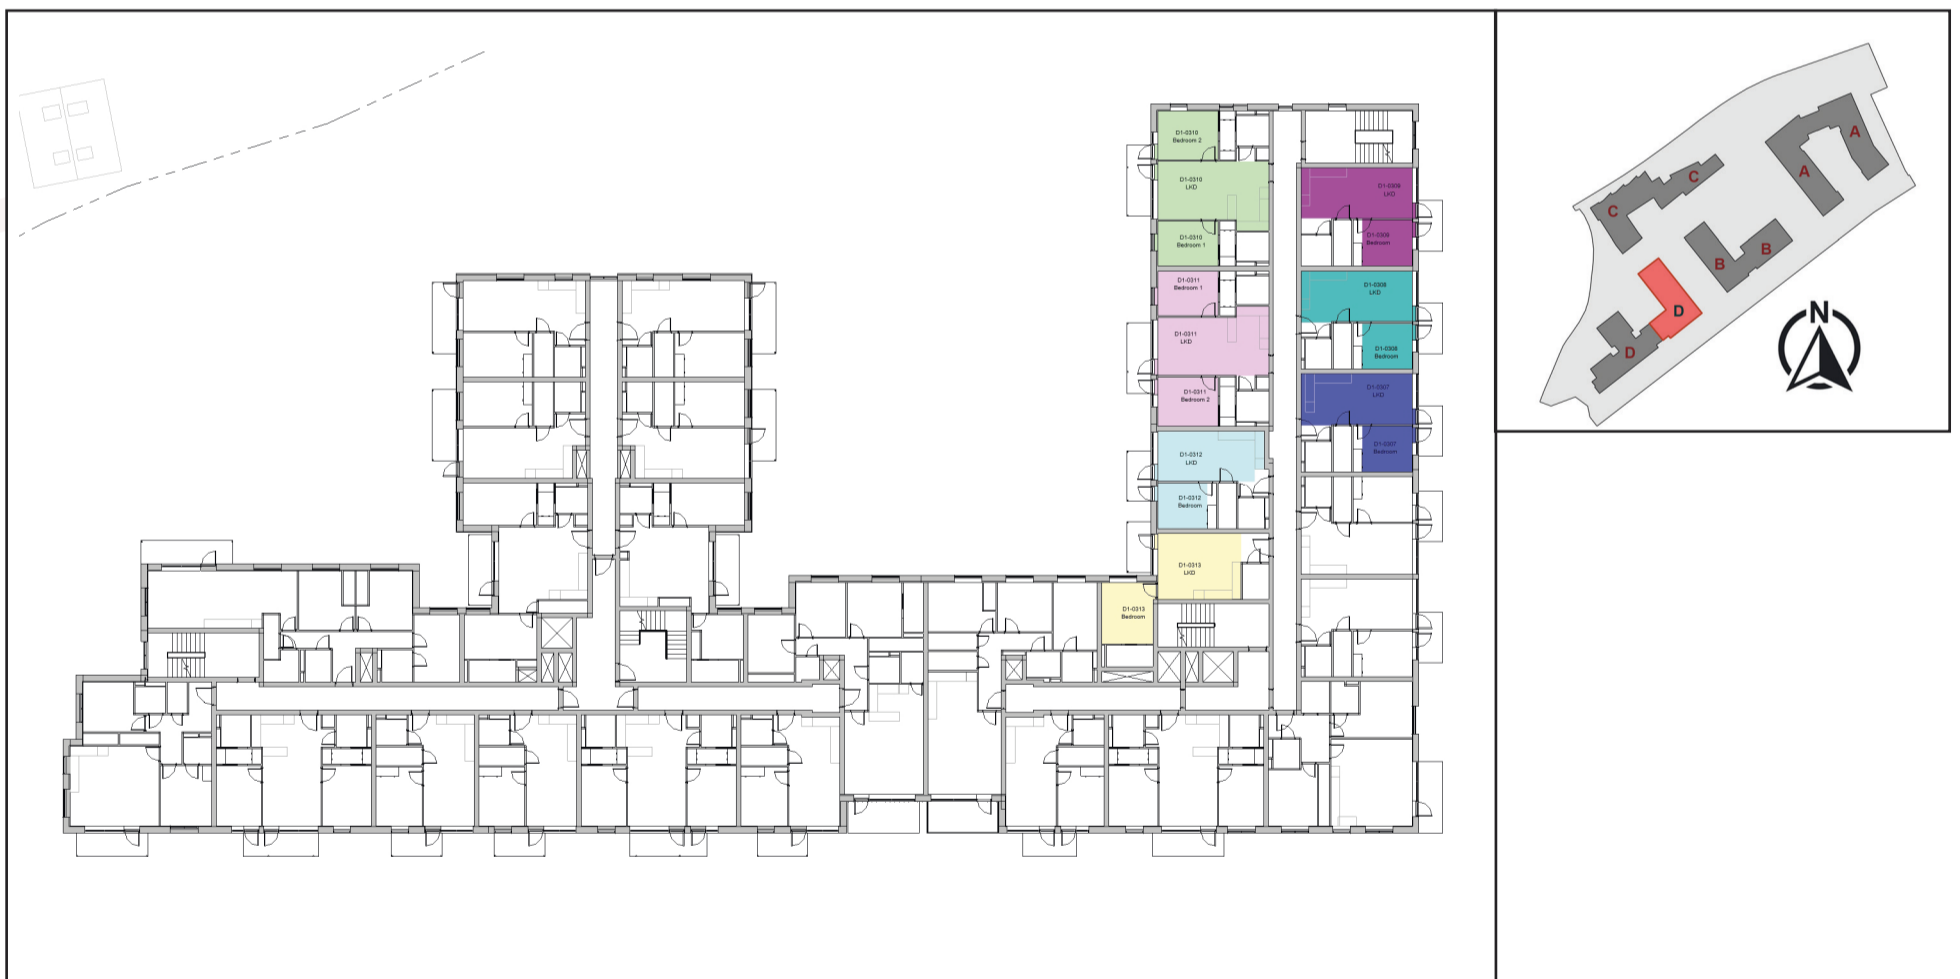 D1-0310
Bedroom 2
D1-0310
LKD
D1-0310
Bedroom 1
D1-0311
Bedroom 1
D1-0311
LKD
D1-0311
Bedroom 2
D1-0312
LKD
D1-0312
Bedroom
D1-0313
LKD
D1-0313
Bedroom
LKD
Bedroom
D1-0308
LKD
D1-0308
Bedroom
D1-0307
LKD
D1-0307
Bedroom
A
A
B
B
C
C
D
D
N